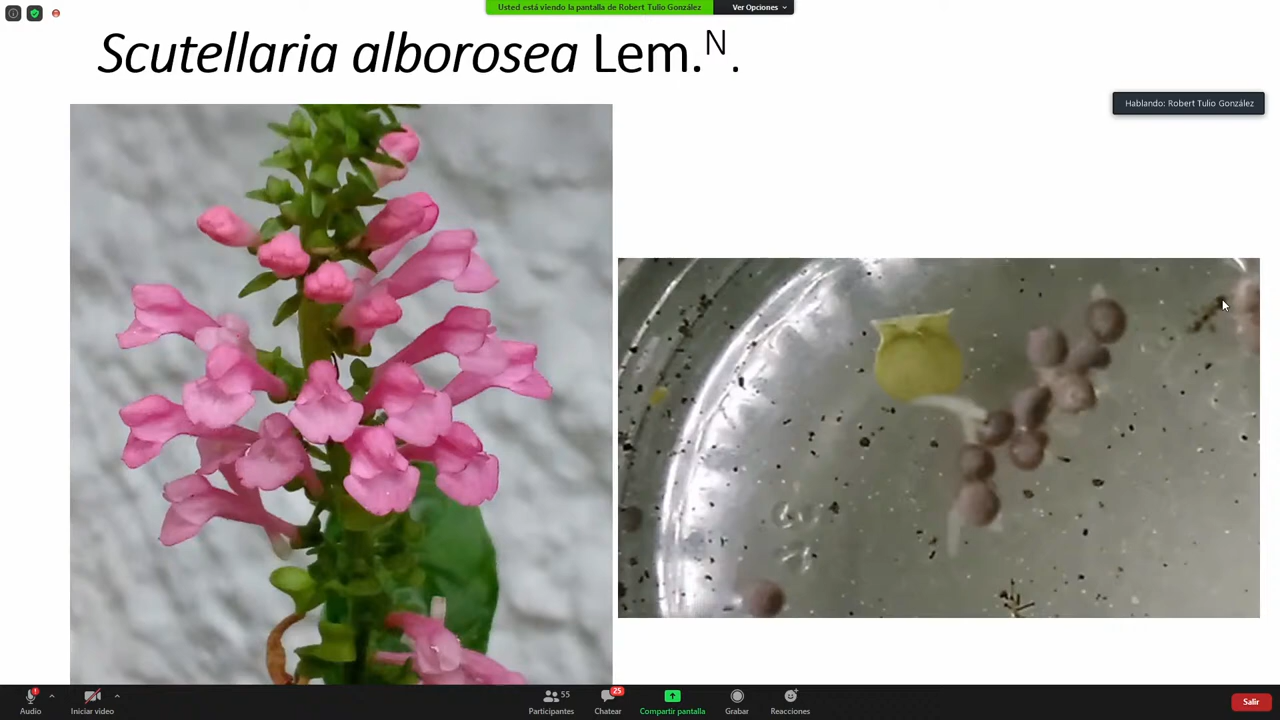 Usted está viendo la pantalla de Robert Tulio González
Ver Opciones
Scutellaria alborosea Lem.ᴺ.
Hablando: Robert Tulio González
Audio
Iniciar video
55
Participantes
25
Chatear
Compartir pantalla
Grabar
Reacciones
Salir